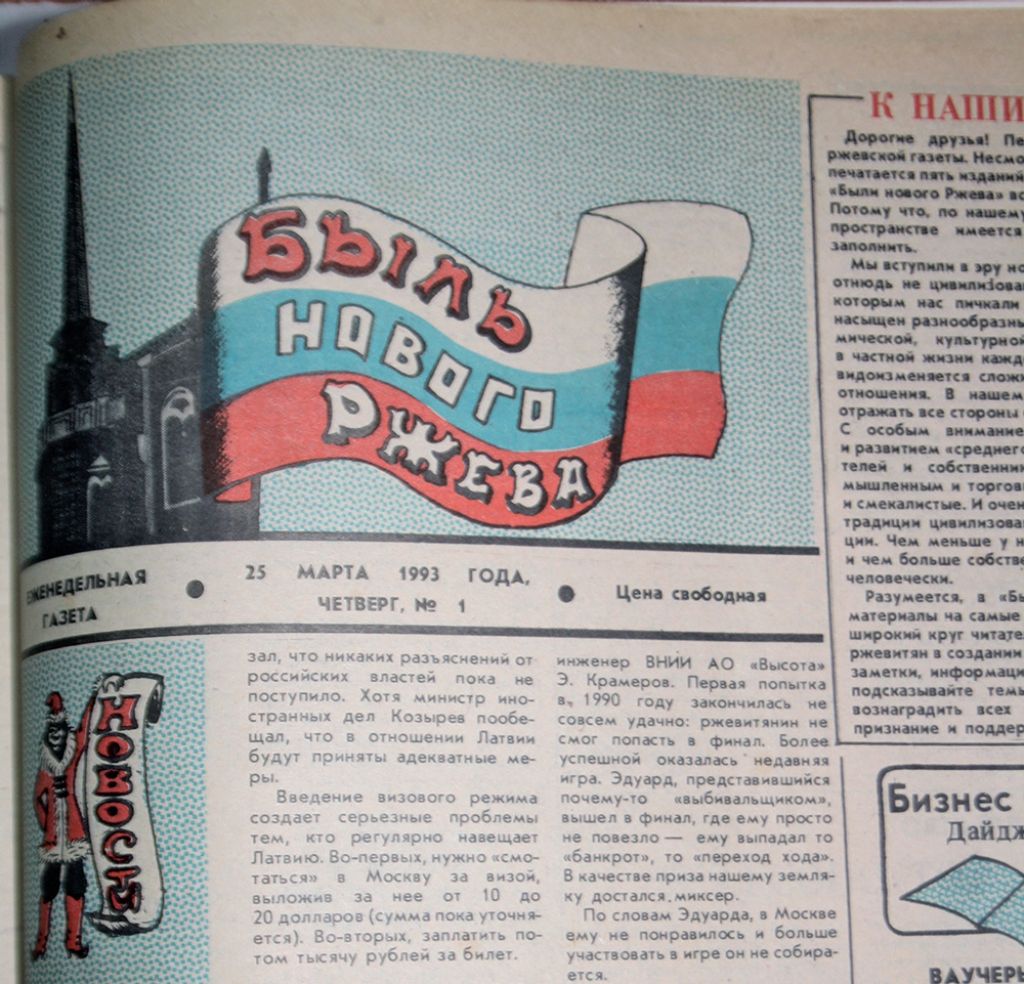 БЫЛЬ
НОВОГО
РЖЕВА
ЕЖЕНЕДЕЛЬНАЯ
ГАЗЕТА
25 МАРТА 1993 ГОДА,
ЧЕТВЕРГ, № 1
Цена свободная
НОВОСТИ
зал, что никаких разъяснений от
российских властей пока не
поступило. Хотя министр ино-
странных дел Козырев пообе-
щал, что в отношении Латвии
будут приняты адекватные ме-
ры.
Введение визового режима
создает серьезные проблемы
тем, кто регулярно навещает
Латвию. Во-первых, нужно «смо-
таться» в Москву за визой,
выложив за нее от 10 до
20 долларов (сумма пока уточня-
ется). Во-вторых, заплатить по-
том тысячу рублей за билет.
инженер ВНИИ АО «Высота»
Э. Крамеров. Первая попытка
в 1990 году закончилась не
совсем удачно: ржевитянин не
смог попасть в финал. Более
успешной оказалась недавняя
игра. Эдуард, представившийся
почему-то «выбивальщиком»,
вышел в финал, где ему просто
не повезло — ему выпадал то
«банкрот», то «переход хода».
В качестве приза нашему земля-
ку достался миксер.
По словам Эдуарда, в Москве
ему не понравилось и больше
участвовать в игре он не собира-
ется.
К НАШИ
Дорогие друзья! Пе
ржевской газеты. Несмо
печатается пять изданий
«Были нового Ржева» вс
Потому что, по нашему
пространстве имеется
заполнить.
Мы вступили в эру но
отнюдь не цивилизова
которым нас пичкали
насыщен разнообразны
мической, культурной
в частной жизни кажд
видоизменяется сложи
отношения. В нашем
отражать все стороны
С особым внимание
и развитием «среднего
телей и собственник
мышленным и торгов
и смекалистые. И очен
традиции цивилизова
ции. Чем меньше у н
и чем больше собстве
человечески.
Разумеется, в «Бы
материалы на самые
широкий круг читате
ржевитян в создании
заметки, информаци
подсказывайте темы
вознаградить всех
признание и поддер
Бизнес
Дайдж
ВАУЧЕРЫ